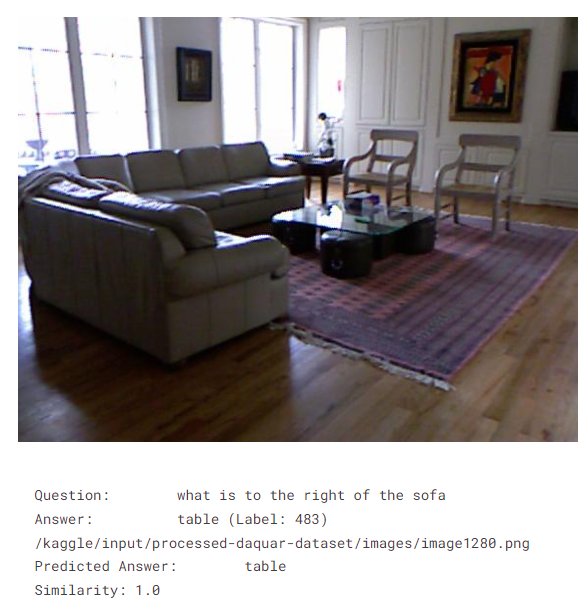 Question: what is to the right of the sofa
Answer: table (Label: 483)
/kaggle/input/processed-daquar-dataset/images/image1280.png
Predicted Answer: table
Similarity: 1.0